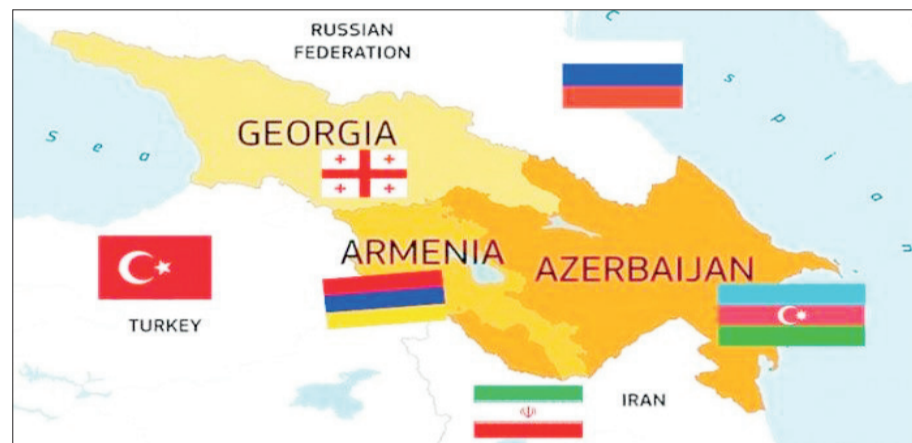 RUSSIAN
FEDERATION
C
s
p
i
a
n
GEORGIA
S e a
ARMENIA
AZERBAIJAN
TURKEY
IRAN